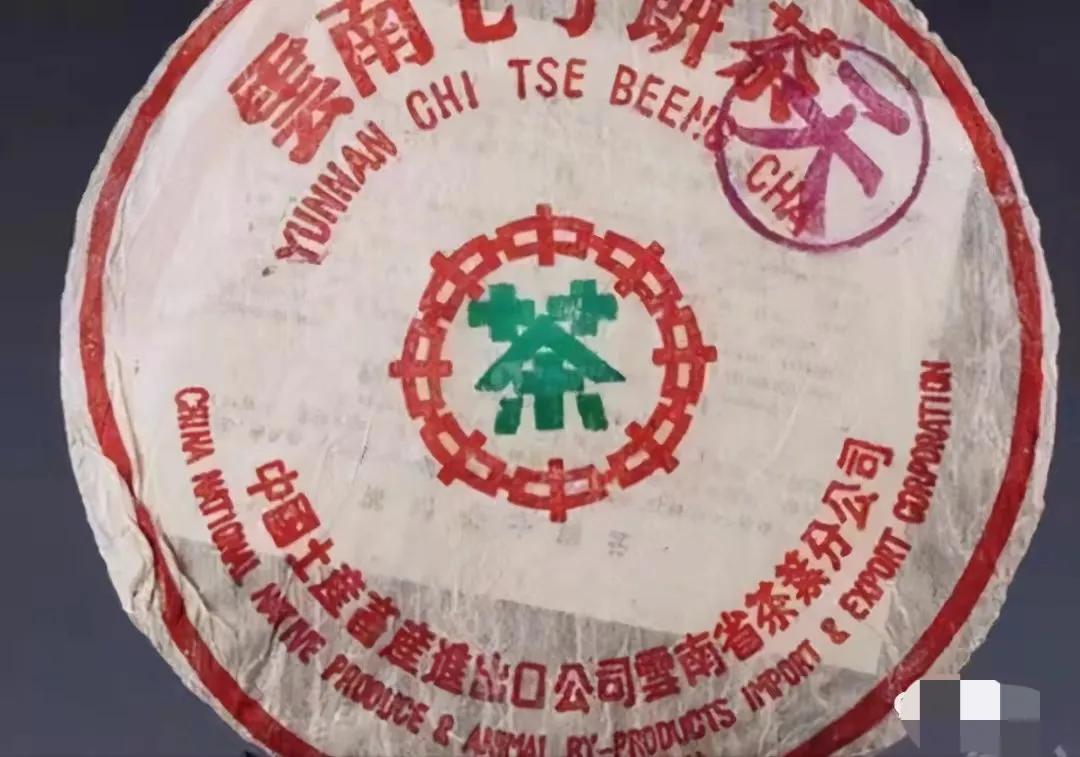 雲南七子餅茶
YUNNAN CHI TSE BEENG CHA
茶
中國土產畜產進出口公司雲南省茶葉分公司
CHINA NATIONAL NATIVE PRODUCE & ANIMAL BY-PRODUCTS IMPORT & EXPORT CORPORATION